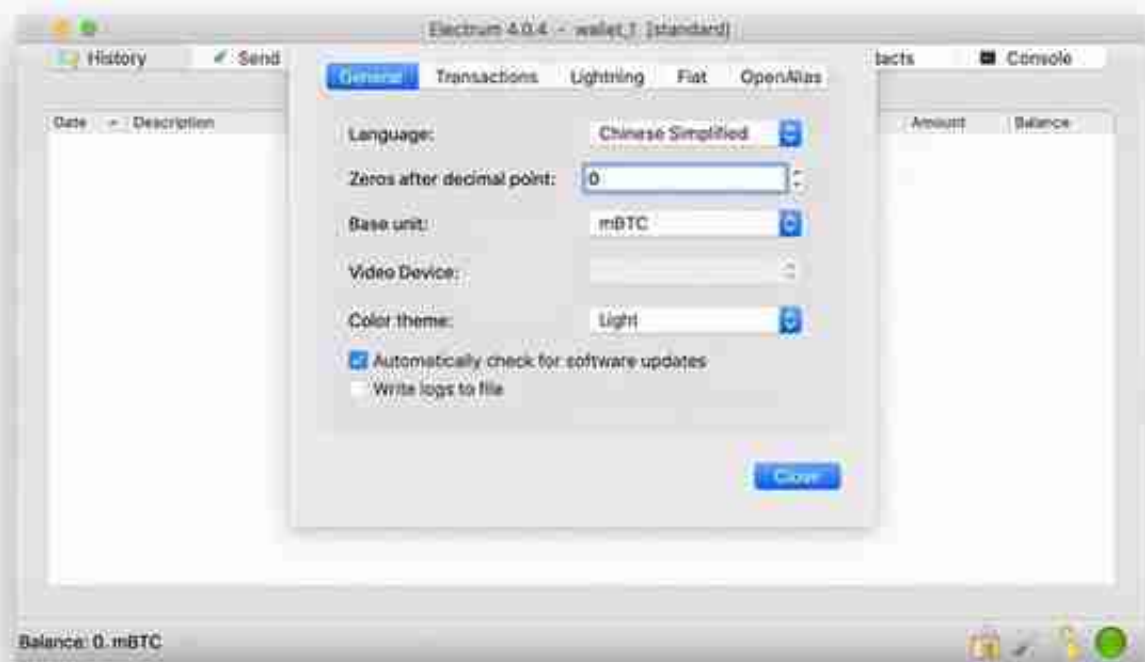 Electrum 4.0.4 - wallet_1 [standard]
History Send tacts Console
General Transactions Lightning Fiat OpenAlias
Date Description Amount Balance
Language: Chinese Simplified
Zeros after decimal point: 0
Base unit: mBTC
Video Device:
Color theme: Light
Automatically check for software updates
Write logs to file
Close
Balance: 0. mBTC